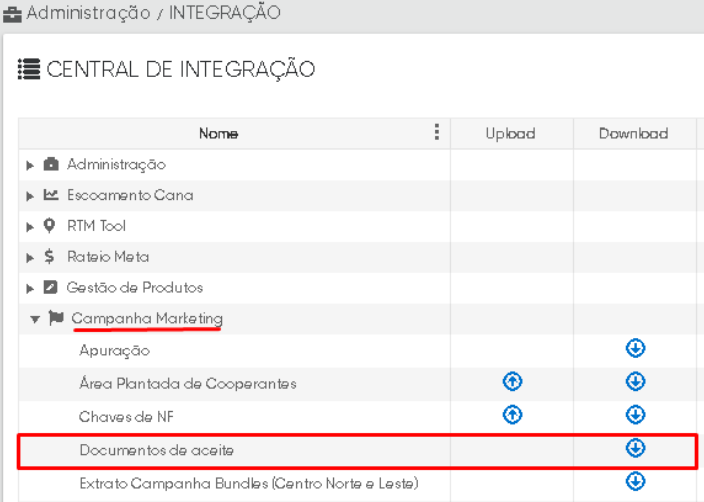 Administração / INTEGRAÇÃO
CENTRAL DE INTEGRAÇÃO
Nome Upload Download
Administração
Escoamento Cana
RTM Tool
Rateio Meta
Gestão de Produtos
Campanha Marketing
Apuração
Área Plantada de Cooperantes
Chaves de NF
Documentos de aceite
Extrato Campanha Bundles (Centro Norte e Leste)